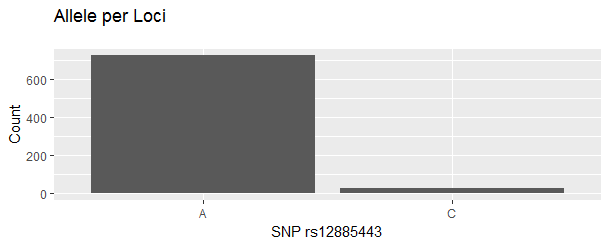 Allele per Loci
Count
600
400
200
0
A
C
SNP rs12885443